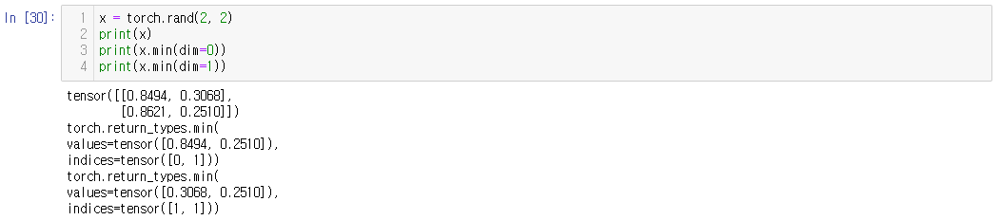 In [30]:
1 x = torch.rand(2, 2)
2 print(x)
3 print(x.min(dim=0))
4 print(x.min(dim=1))
tensor([[0.8494, 0.3068],
        [0.8621, 0.2510]])
torch.return_types.min(
values=tensor([0.8494, 0.2510]),
indices=tensor([0, 1]))
torch.return_types.min(
values=tensor([0.3068, 0.2510]),
indices=tensor([1, 1]))